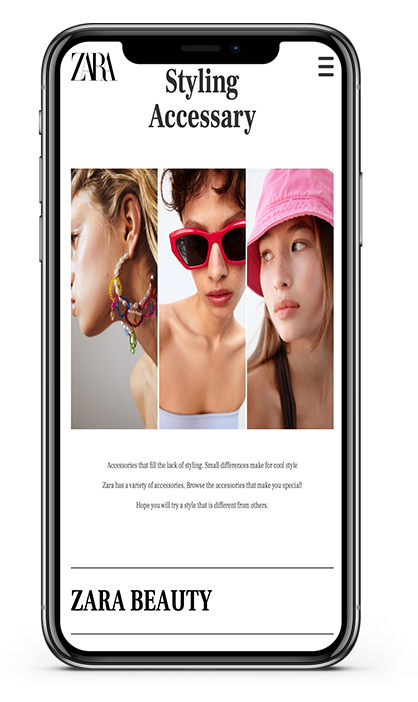 ZARA
Styling
Accessary
Accessories that fill the lack of styling. Small differences make for cool style
Zara has a variety of accessories, Browse the accessories that make you special!
Hope you will try a style that is different from others.
ZARA BEAUTY